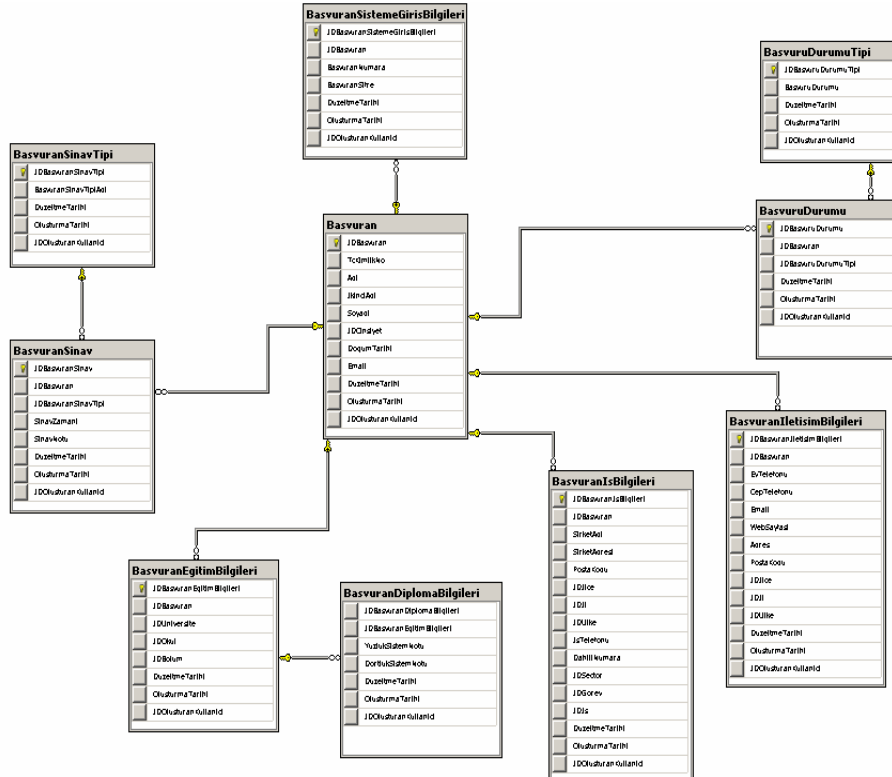 BasvuranSistemeGirisBilgileri
IDBasvuranSistemeGirisBilgileri
IDBasvuran
BasvuranNumara
BasvuranSifre
DuzeltmeTarihi
OlusturmaTarihi
IDOlusturanKullanici
BasvuruDurumuTipi
IDBasvuruDurumuTipi
BasvuruDurumu
DuzeltmeTarihi
OlusturmaTarihi
IDOlusturanKullanici
BasvuranSinavTipi
IDBasvuranSinavTipi
BasvuranSinavTipiAdi
DuzeltmeTarihi
OlusturmaTarihi
IDOlusturanKullanici
BasvuruDurumu
IDBasvuruDurumu
IDBasvuran
IDBasvuruDurumuTipi
DuzeltmeTarihi
OlusturmaTarihi
IDOlusturanKullanici
Basvuran
IDBasvuran
TcKimlikNo
Adi
IkinciAdi
Soyadi
IDCinsiyet
DogumTarihi
Email
DuzeltmeTarihi
OlusturmaTarihi
IDOlusturanKullanici
BasvuranSinav
IDBasvuranSinav
IDBasvuran
IDBasvuranSinavTipi
SinavZamani
SinavNotu
DuzeltmeTarihi
OlusturmaTarihi
IDOlusturanKullanici
BasvuranIletisimBilgileri
IDBasvuranIletisimBilgileri
IDBasvuran
EvTelefonu
CepTelefonu
Email
WebSayfasi
Adres
PostaKodu
IDIlce
IDIl
IDUlke
DuzeltmeTarihi
OlusturmaTarihi
IDOlusturanKullanici
BasvuranIsBilgileri
IDBasvuranIsBilgileri
IDBasvuran
SirketAdi
SirketAdresi
PostaKodu
IDIlce
IDIl
IDUlke
IsTelefonu
DahiliNumara
IDSector
IDGorev
IDIs
DuzeltmeTarihi
OlusturmaTarihi
IDOlusturanKullanici
BasvuranEgitimBilgileri
IDBasvuranEgitimBilgileri
IDBasvuran
IDUniversite
IDOkul
IDBolum
DuzeltmeTarihi
OlusturmaTarihi
IDOlusturanKullanici
BasvuranDiplomaBilgileri
IDBasvuranDiplomaBilgileri
IDBasvuranEgitimBilgileri
YuzlukSistemNotu
DortlukSistemNotu
DuzeltmeTarihi
OlusturmaTarihi
IDOlusturanKullanici